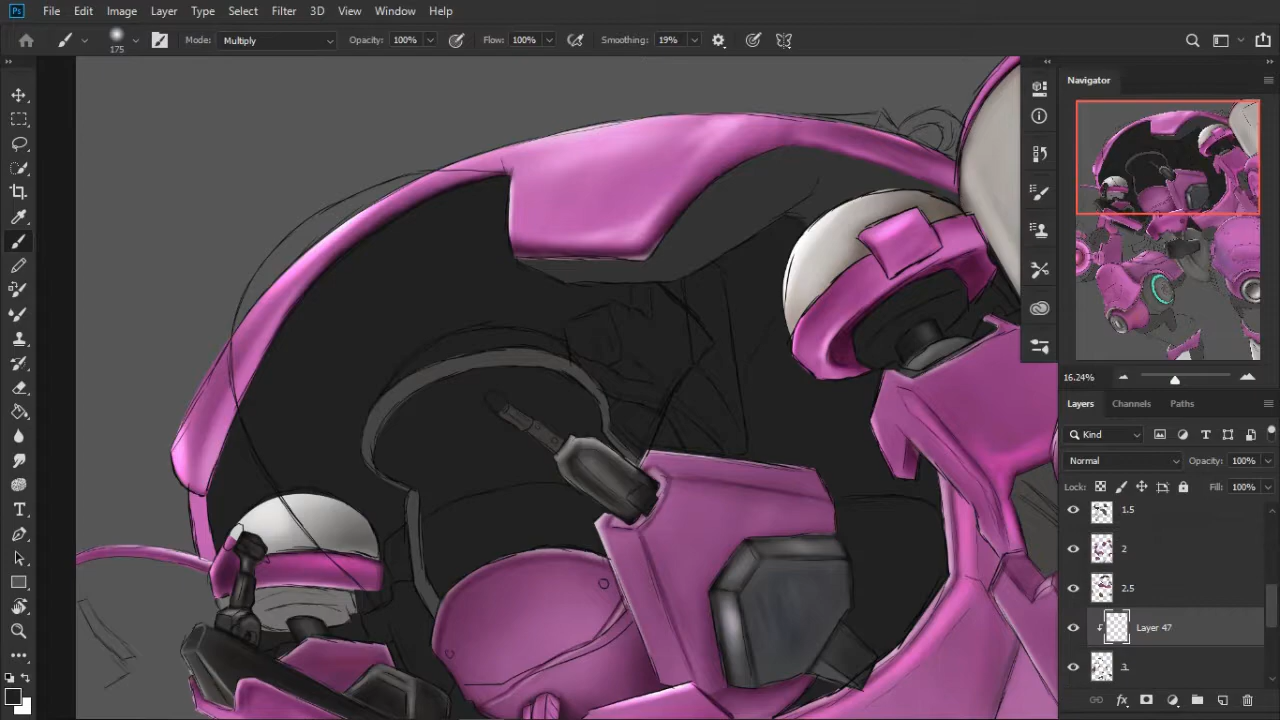 Ps File Edit Image Layer Type Select Filter 3D View Window Help
175 Mode: Multiply Opacity: 100% Flow: 100% Smoothing: 19%
Navigator
16.24%
Layers Channels Paths
Kind
Normal Opacity: 100%
Lock: Fill: 100%
1.5
2
2.5
Layer 47
3.